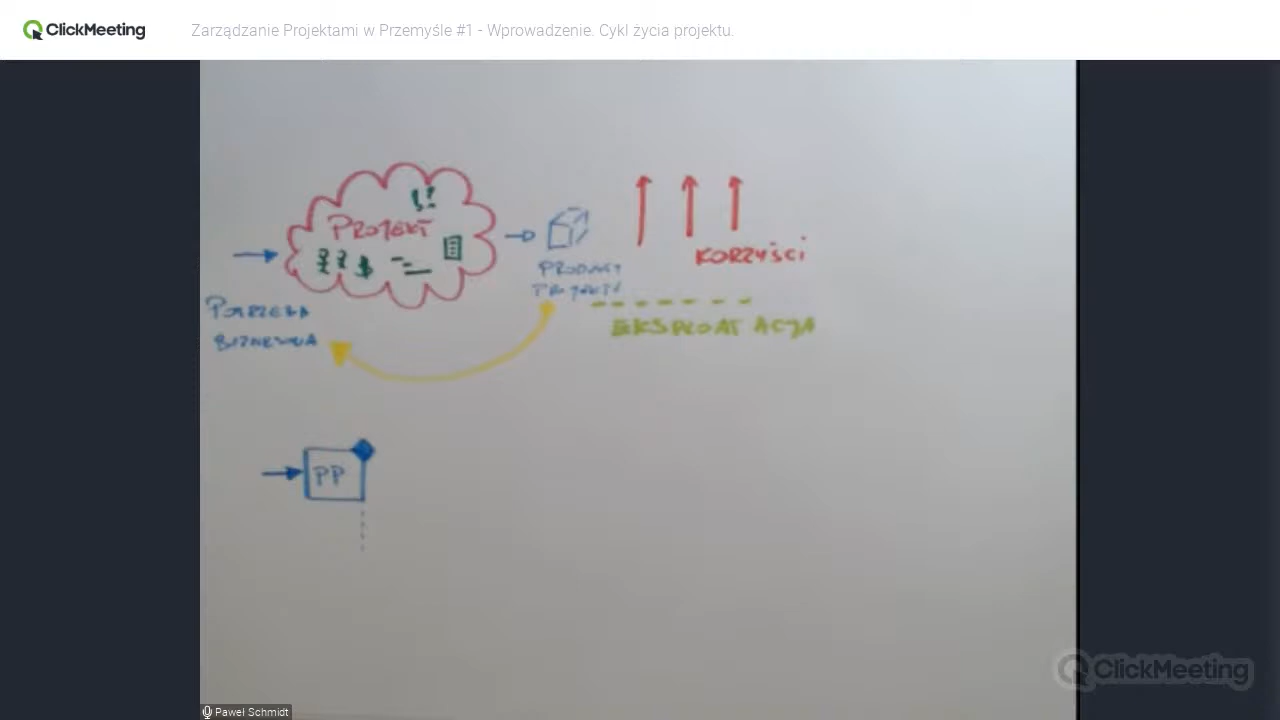 ClickMeeting
Zarządzanie Projektami w Przemyśle #1 - Wprowadzenie. Cykl życia projektu.
!!
PROJEKT
PRODUKT
PROJEKTU
KORZYŚCI
POTRZEBA
BIZNESOWA
EKSPLOATACJA
PP
ClickMeeting
Paweł Schmidt